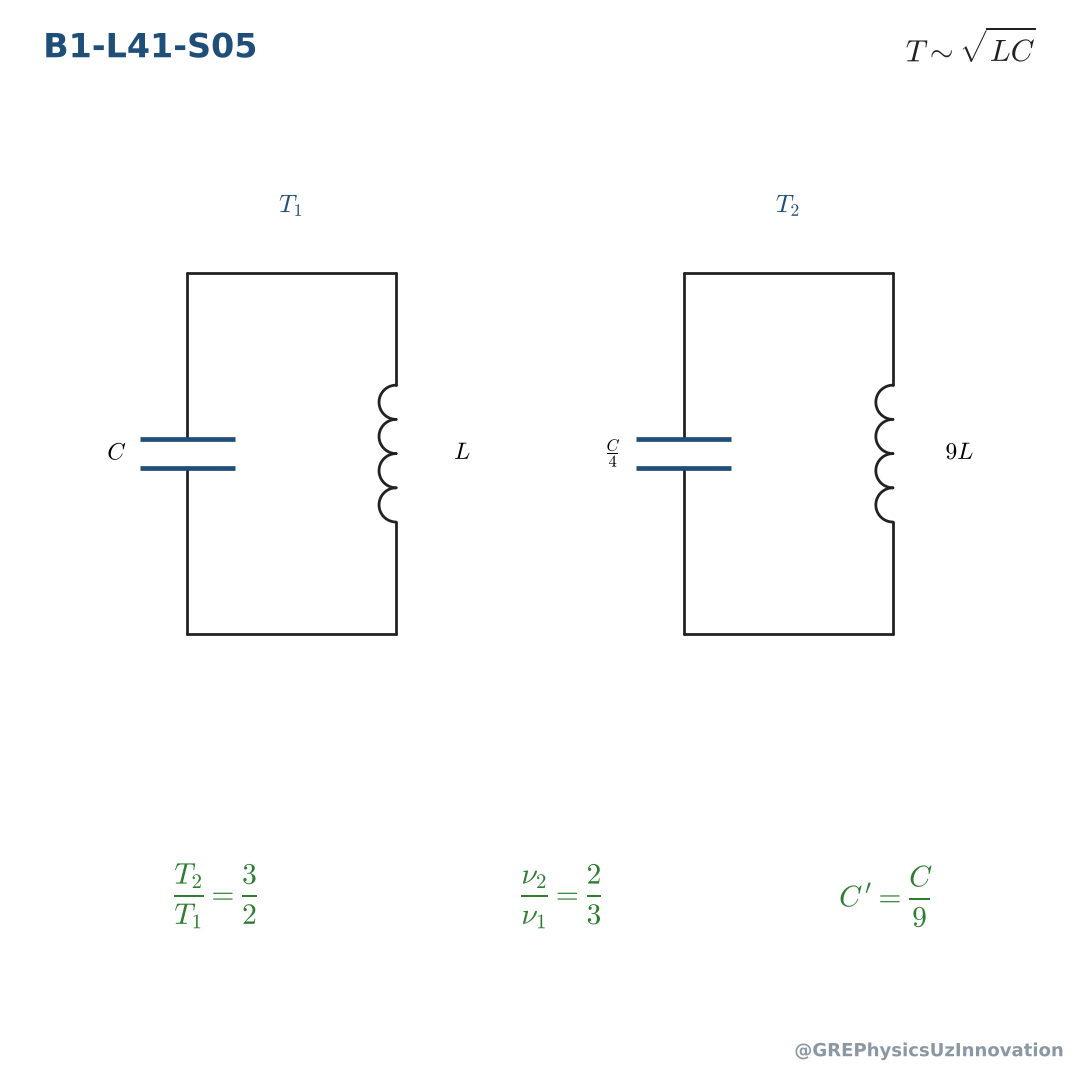 B1-L41-S05
T ~ √LC
T₁
T₂
C
L
C/4
9L
T₂/T₁ = 3/2
ν₂/ν₁ = 2/3
C′ = C/9
@GREPhysicsUzInnovation